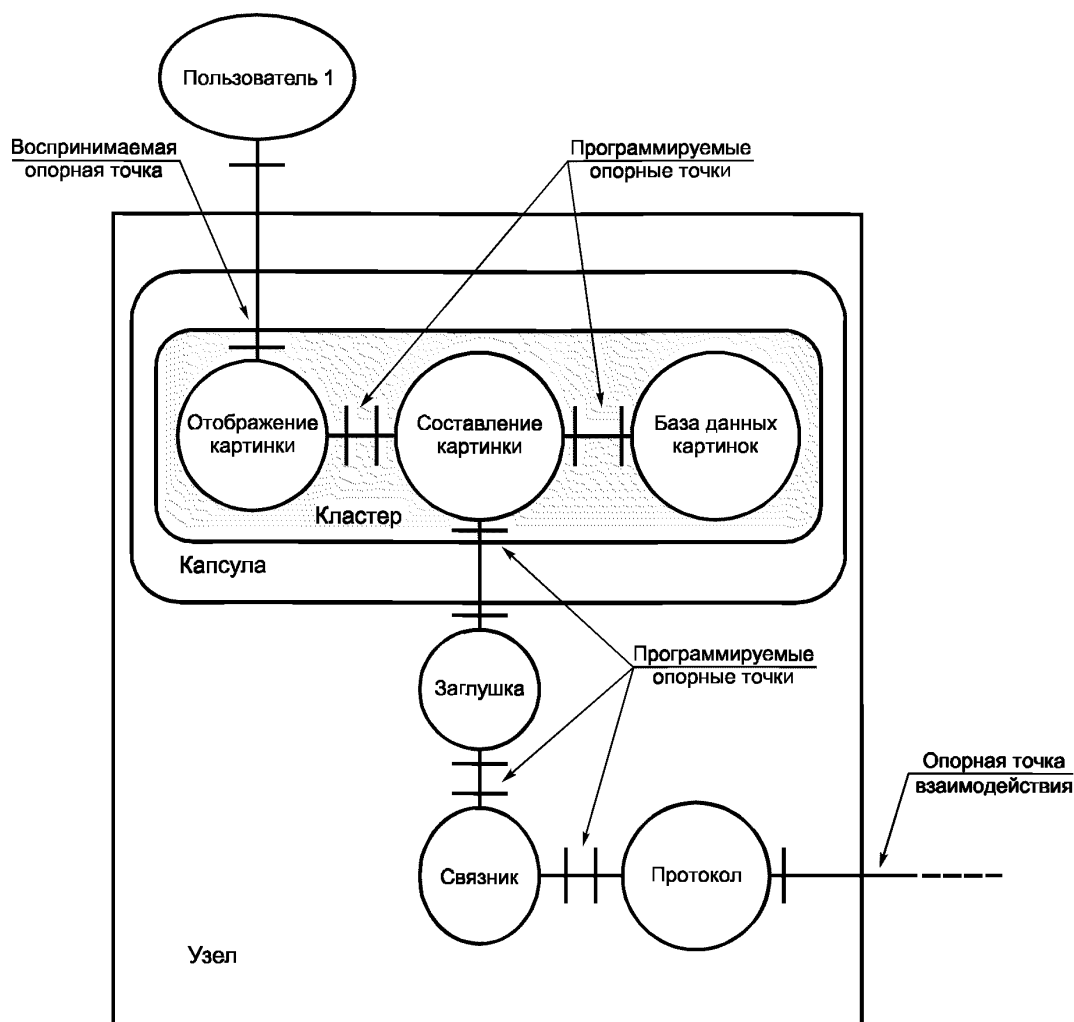 Пользователь 1
Воспринимаемая
опорная точка
Программируемые
опорные точки
Отображение
картинки
Составление
картинки
База данных
картинок
Кластер
Капсула
Программируемые
опорные точки
Заглушка
Опорная точка
взаимодействия
Связник
Протокол
Узел